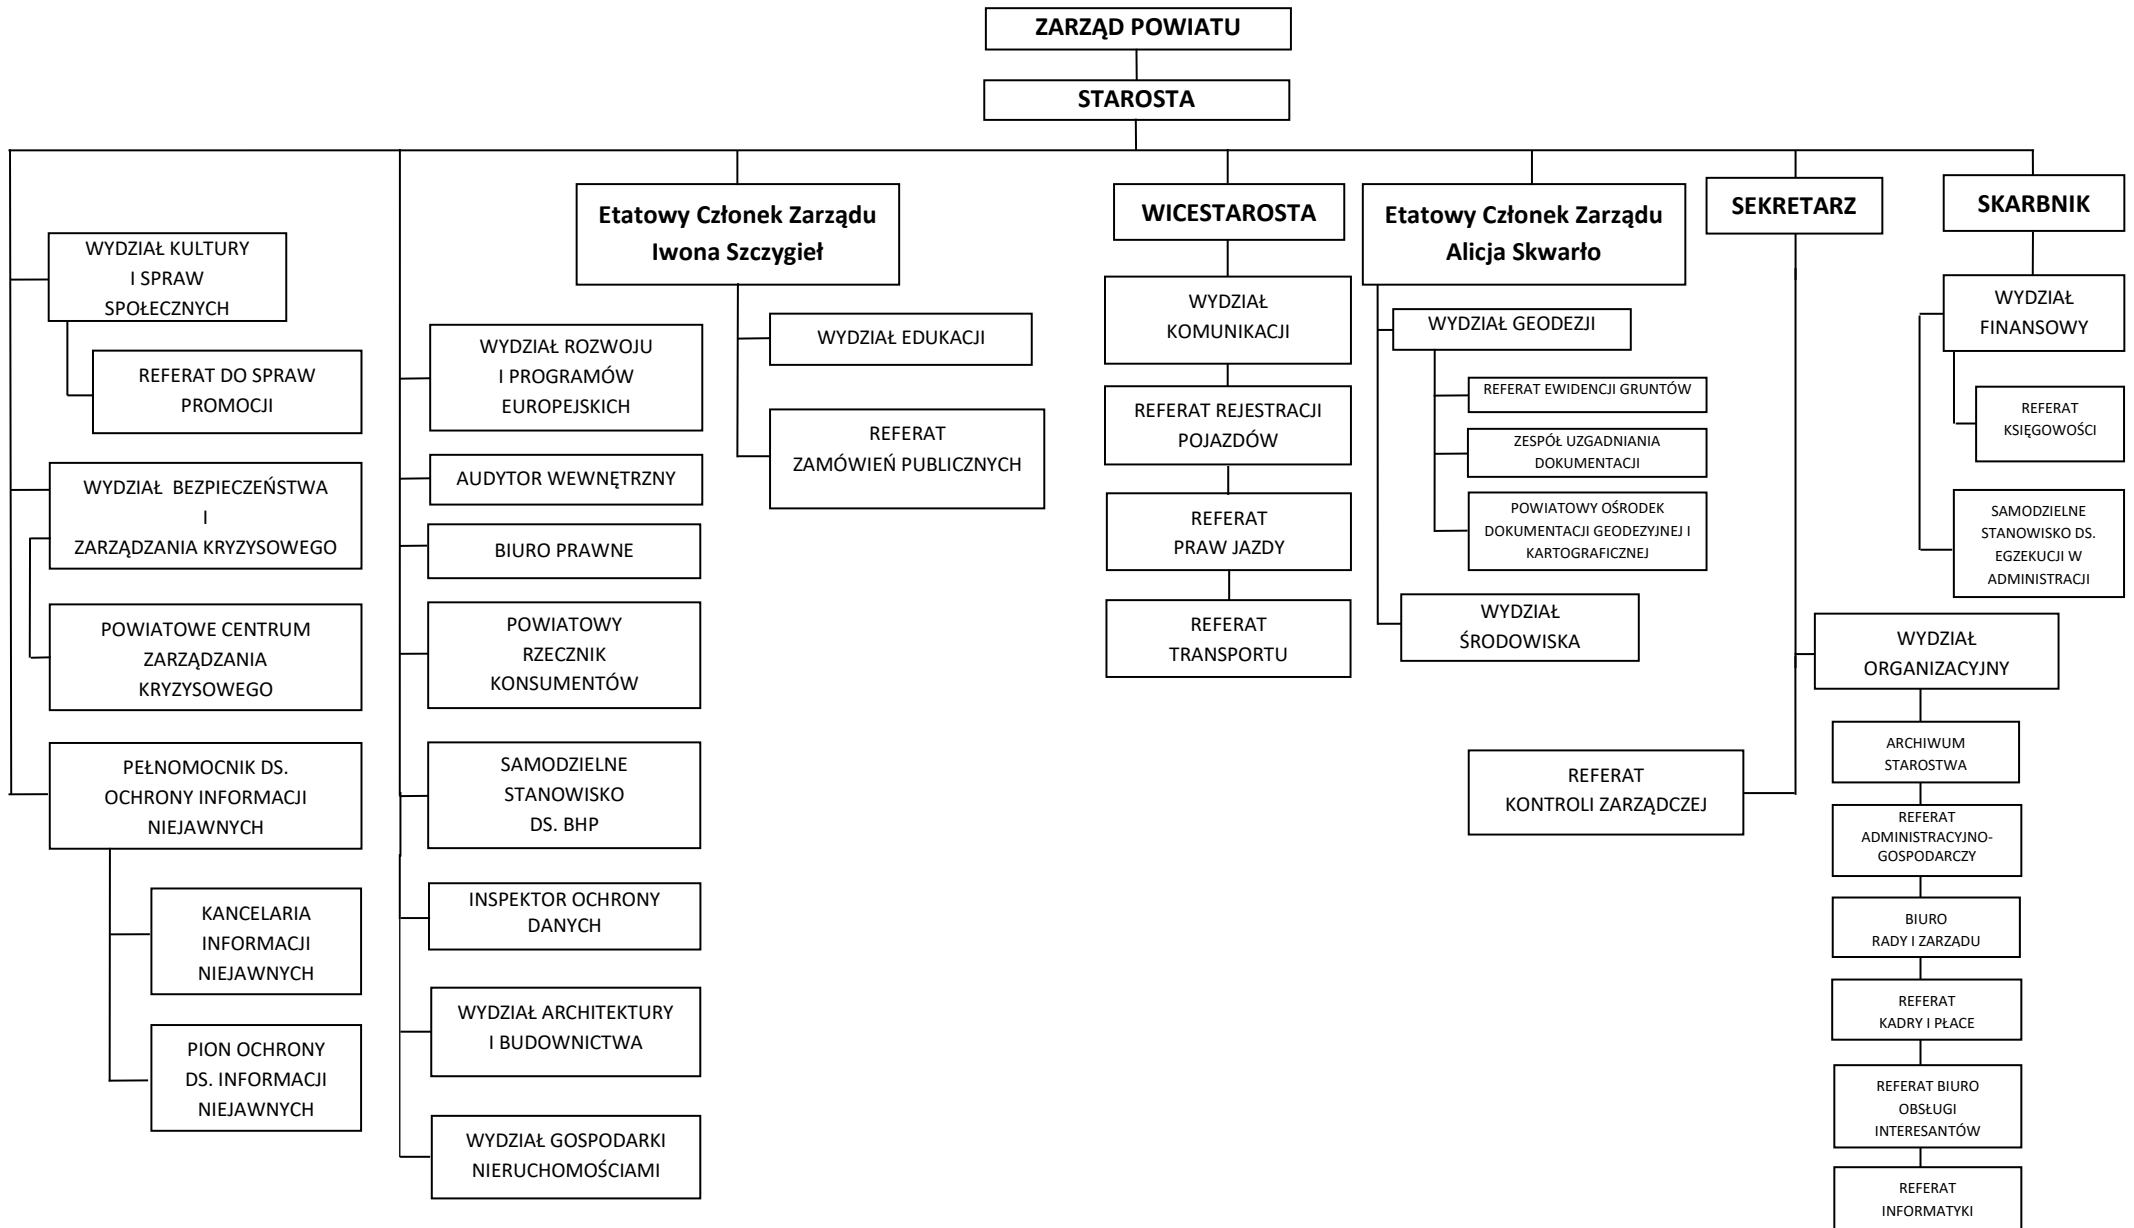 ZARZĄD POWIATU
STAROSTA
WYDZIAŁ KULTURY
I SPRAW
SPOŁECZNYCH
REFERAT DO SPRAW
PROMOCJI
WYDZIAŁ BEZPIECZEŃSTWA
I
ZARZĄDZANIA KRYZYSOWEGO
POWIATOWE CENTRUM
ZARZĄDZANIA
KRYZYSOWEGO
PEŁNOMOCNIK DS.
OCHRONY INFORMACJI
NIEJAWNYCH
KANCELARIA
INFORMACJI
NIEJAWNYCH
PION OCHRONY
DS. INFORMACJI
NIEJAWNYCH
WYDZIAŁ ROZWOJU
I PROGRAMÓW
EUROPEJSKICH
AUDYTOR WEWNĘTRZNY
BIURO PRAWNE
POWIATOWY
RZECZNIK
KONSUMENTÓW
SAMODZIELNE
STANOWISKO
DS. BHP
INSPEKTOR OCHRONY
DANYCH
WYDZIAŁ ARCHITEKTURY
I BUDOWNICTWA
WYDZIAŁ GOSPODARKI
NIERUCHOMOŚCIAMI
Etatowy Członek Zarządu
Iwona Szczygieł
WYDZIAŁ EDUKACJI
REFERAT
ZAMÓWIEŃ PUBLICZNYCH
WICESTAROSTA
WYDZIAŁ
KOMUNIKACJI
REFERAT REJESTRACJI
POJAZDÓW
REFERAT
PRAW JAZDY
REFERAT
TRANSPORTU
Etatowy Członek Zarządu
Alicja Skwarło
WYDZIAŁ GEODEZJI
REFERAT EWIDENCJI GRUNTÓW
ZESPÓŁ UZGADNIANIA
DOKUMENTACJI
POWIATOWY OŚRODEK
DOKUMENTACJI GEODEZYJNEJ I
KARTOGRAFICZNEJ
WYDZIAŁ
ŚRODOWISKA
SEKRETARZ
REFERAT
KONTROLI ZARZĄDCZEJ
WYDZIAŁ
ORGANIZACYJNY
ARCHIWUM
STAROSTWA
REFERAT
ADMINISTRACYJNO-
GOSPODARCZY
BIURO
RADY I ZARZĄDU
REFERAT
KADRY I PŁACE
REFERAT BIURO
OBSŁUGI
INTERESANTÓW
REFERAT
INFORMATYKI
SKARBNIK
WYDZIAŁ
FINANSOWY
REFERAT
KSIĘGOWOŚCI
SAMODZIELNE
STANOWISKO DS.
EGZEKUCJI W
ADMINISTRACJI